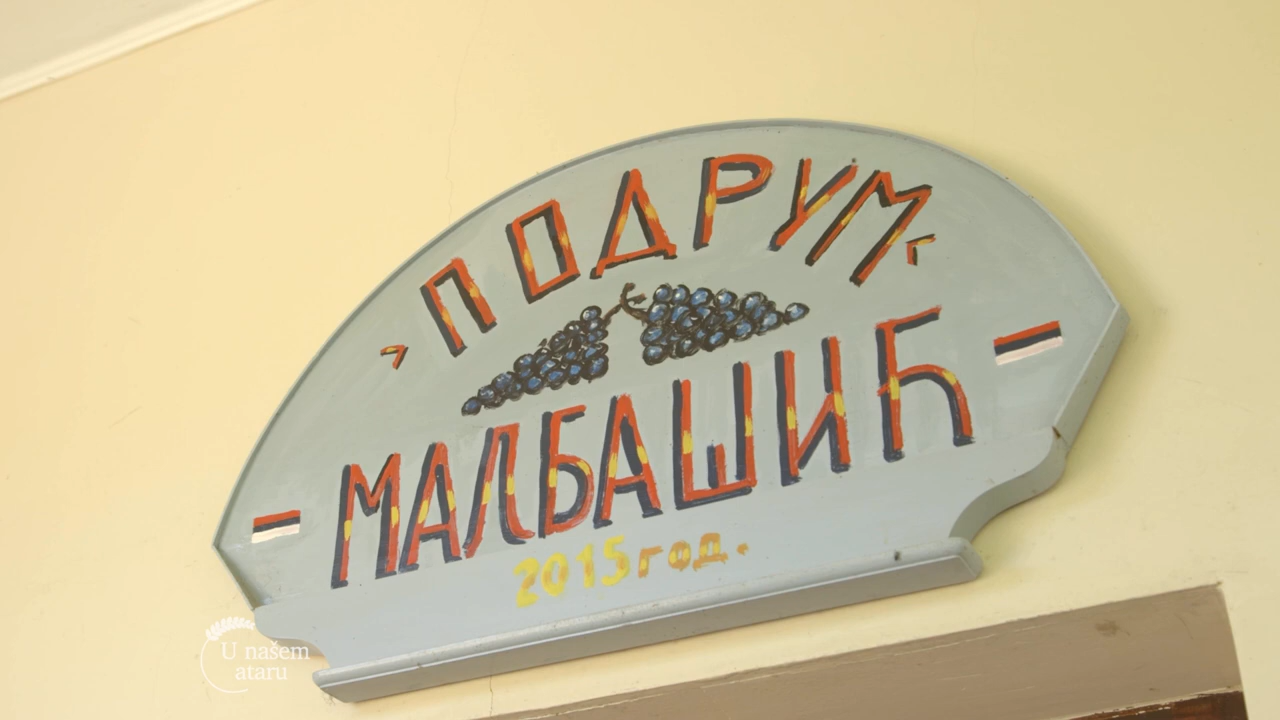 „ПОДРУМ“
- МАЛБАШИЋ -
2015 год.
U našem
ataru